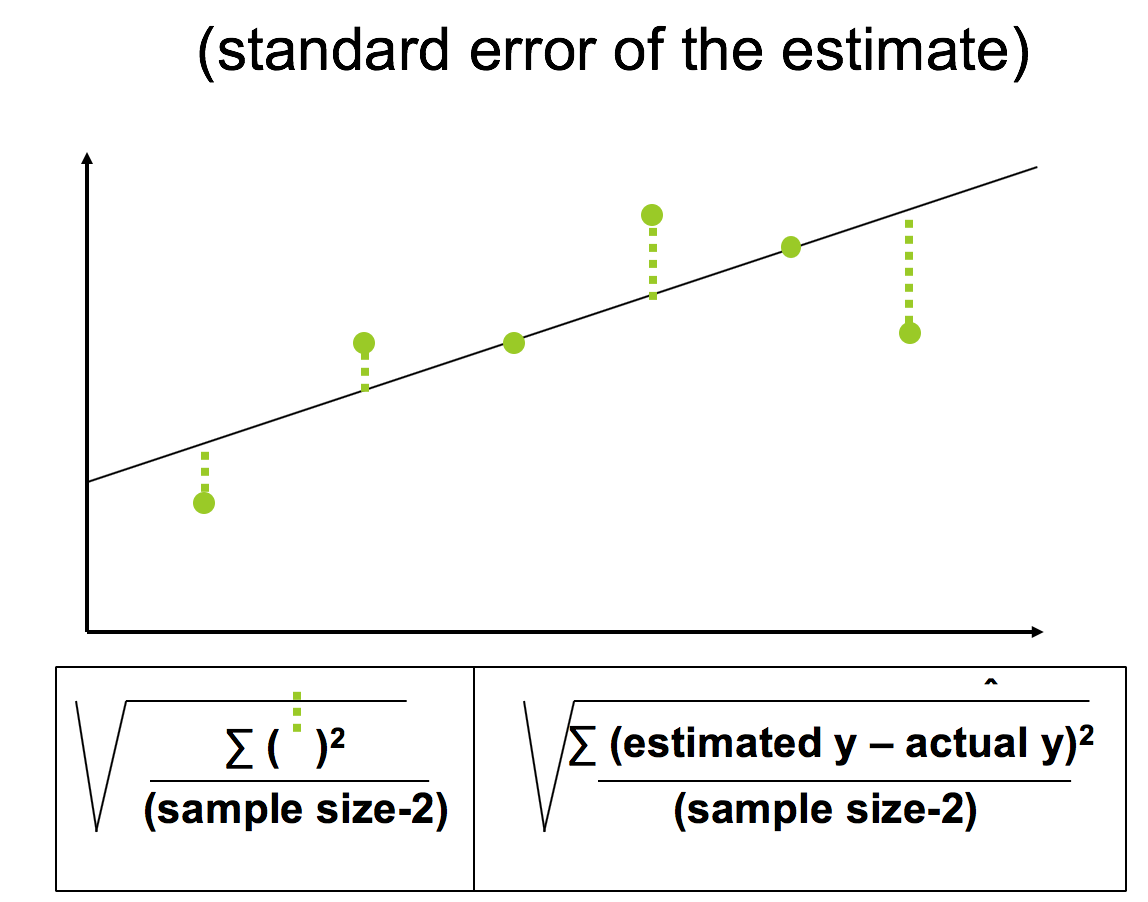 (standard error of the estimate)
∑ ( )²
(sample size-2)
ˆ
∑ (estimated y – actual y)²
(sample size-2)